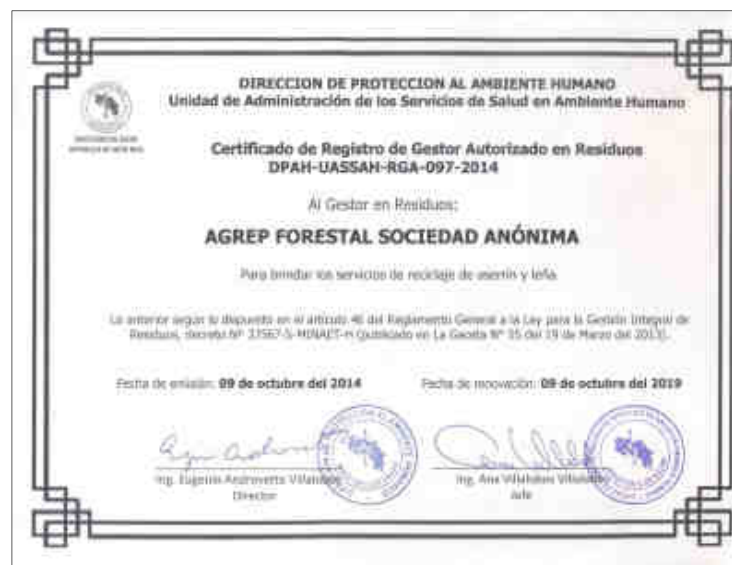 DIRECCION DE PROTECCION AL AMBIENTE HUMANO
Unidad de Administración de los Servicios de Salud en Ambiente Humano
Certificado de Registro de Gestor Autorizado en Residuos
DPAH-UASSAH-RGA-097-2014
Al Gestor en Residuos:
AGREP FORESTAL SOCIEDAD ANÓNIMA
Para brindar los servicios de reciclaje de aserrín y leña
Lo anterior según lo dispuesto en el artículo 46 del Reglamento General a la Ley para la Gestión Integral de
Residuos, decreto Nº 37567-S-MINAET-H (publicado en La Gaceta Nº 55 del 19 de Marzo del 2013).
Fecha de emisión: 09 de octubre del 2014
Fecha de renovación: 09 de octubre del 2019
Ing. Eugenio Androvetto Villalobos
Director
Ing. Ana Villalobos Villalobos
Jefe